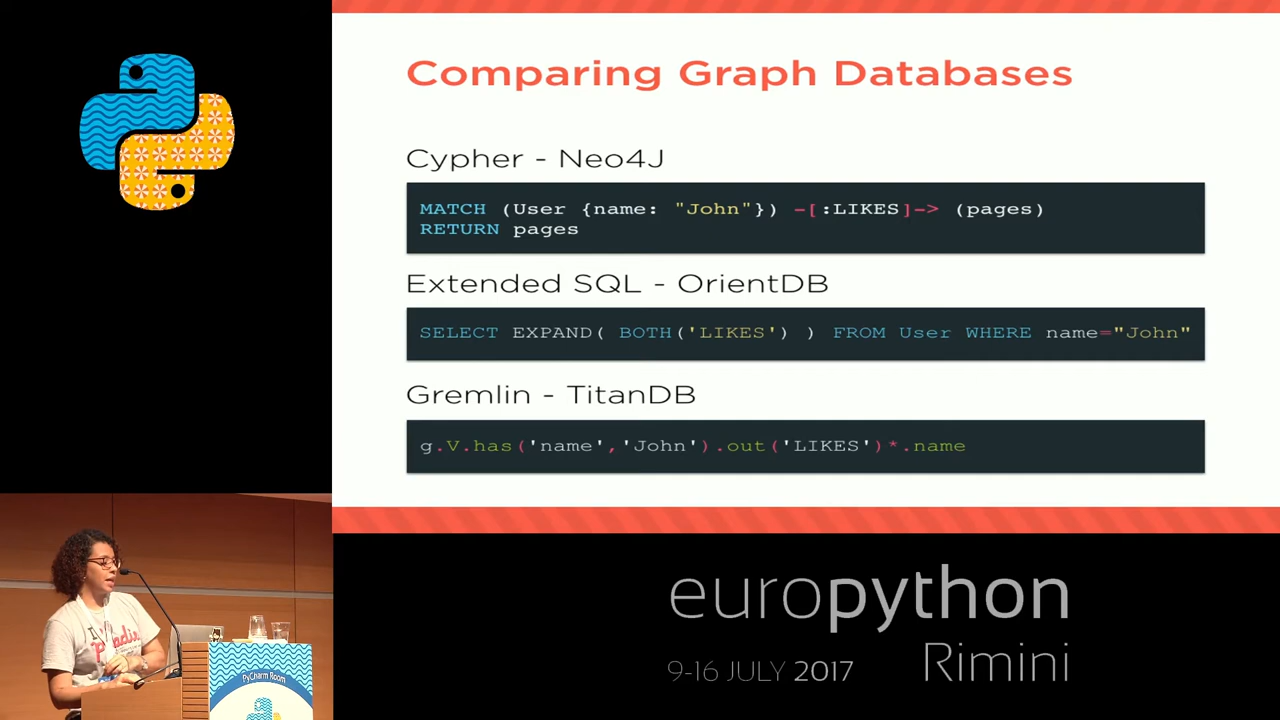 Comparing Graph Databases
Cypher - Neo4J
MATCH (User {name: "John"}) -[:LIKES]-> (pages)
RETURN pages
Extended SQL - OrientDB
SELECT EXPAND( BOTH('LIKES') ) FROM User WHERE name="John"
Gremlin - TitanDB
g.V.has('name','John').out('LIKES')*.name
europython
Rimini
9-16 JULY 2017
PyCharm Room